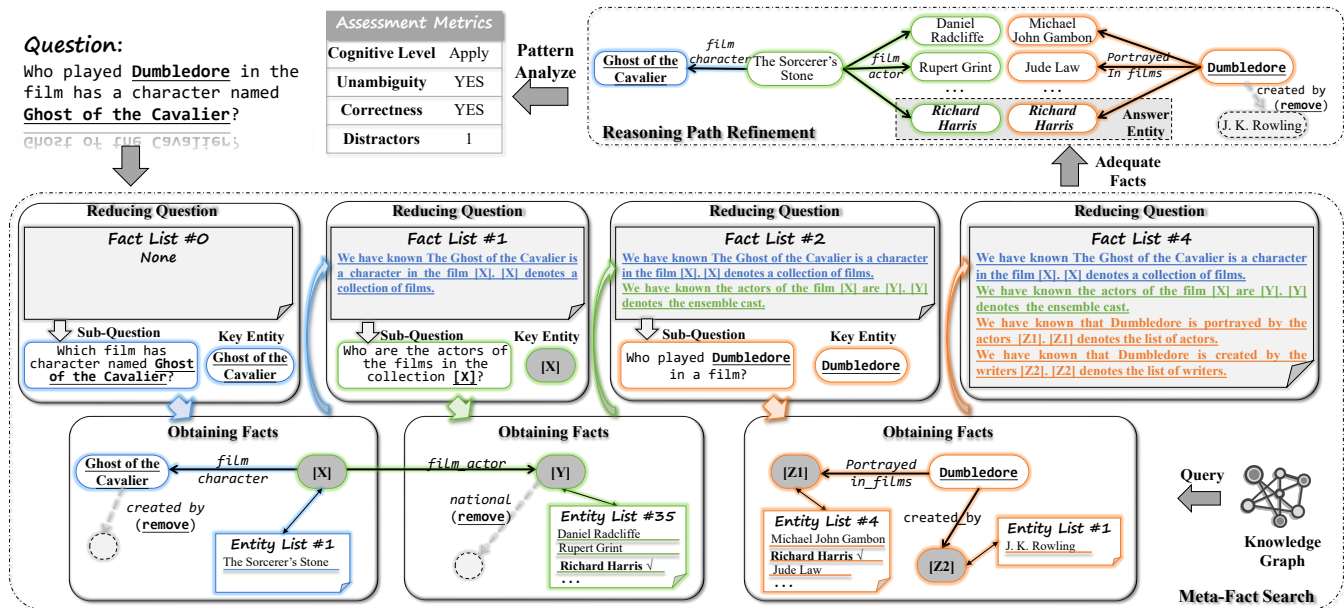 Question:
Who played Dumbledore in the
film has a character named
Ghost of the Cavalier?
Ghost of the Cavalier?
Assessment Metrics
Cognitive Level Apply
Unambiguity YES
Correctness YES
Distractors 1
Pattern
Analyze
Ghost of the
Cavalier
film
character
The Sorcerer's
Stone
film
actor
Daniel
Radcliffe
Rupert Grint
...
Richard
Harris
Michael
John Gambon
Jude Law
...
Richard
Harris
Portrayed
In films
Dumbledore
created by
(remove)
J. K. Rowling
Answer
Entity
Reasoning Path Refinement
Adequate
Facts
Reducing Question
Fact List #0
None
Sub-Question
Which film has
character named Ghost
of the Cavalier?
Key Entity
Ghost of the
Cavalier
Reducing Question
Fact List #1
We have known The Ghost of the Cavalier is
a character in the film [X]. [X] denotes a
collection of films.
Sub-Question
Who are the actors of
the films in the
collection [X]?
Key Entity
[X]
Reducing Question
Fact List #2
We have known The Ghost of the Cavalier is a character
in the film [X]. [X] denotes a collection of films.
We have known the actors of the film [X] are [Y]. [Y]
denotes the ensemble cast.
Sub-Question
Who played Dumbledore
in a film?
Key Entity
Dumbledore
Reducing Question
Fact List #4
We have known The Ghost of the Cavalier is a character
in the film [X]. [X] denotes a collection of films.
We have known the actors of the film [X] are [Y]. [Y]
denotes the ensemble cast.
We have known that Dumbledore is portrayed by the
actors [Z1]. [Z1] denotes the list of actors.
We have known that Dumbledore is created by the
writers [Z2]. [Z2] denotes the list of writers.
Obtaining Facts
Ghost of the
Cavalier
film
character
[X]
created by
(remove)
Entity List #1
The Sorcerer's Stone
Obtaining Facts
film_actor
[Y]
national
(remove)
Entity List #35
Daniel Radcliffe
Rupert Grint
Richard Harris √
...
Obtaining Facts
[Z1]
Portrayed
in_films
Dumbledore
created_by
[Z2]
Entity List #4
Michael John Gambon
Richard Harris √
Jude Law
...
Entity List #1
J. K. Rowling
Query
Knowledge
Graph
Meta-Fact Search